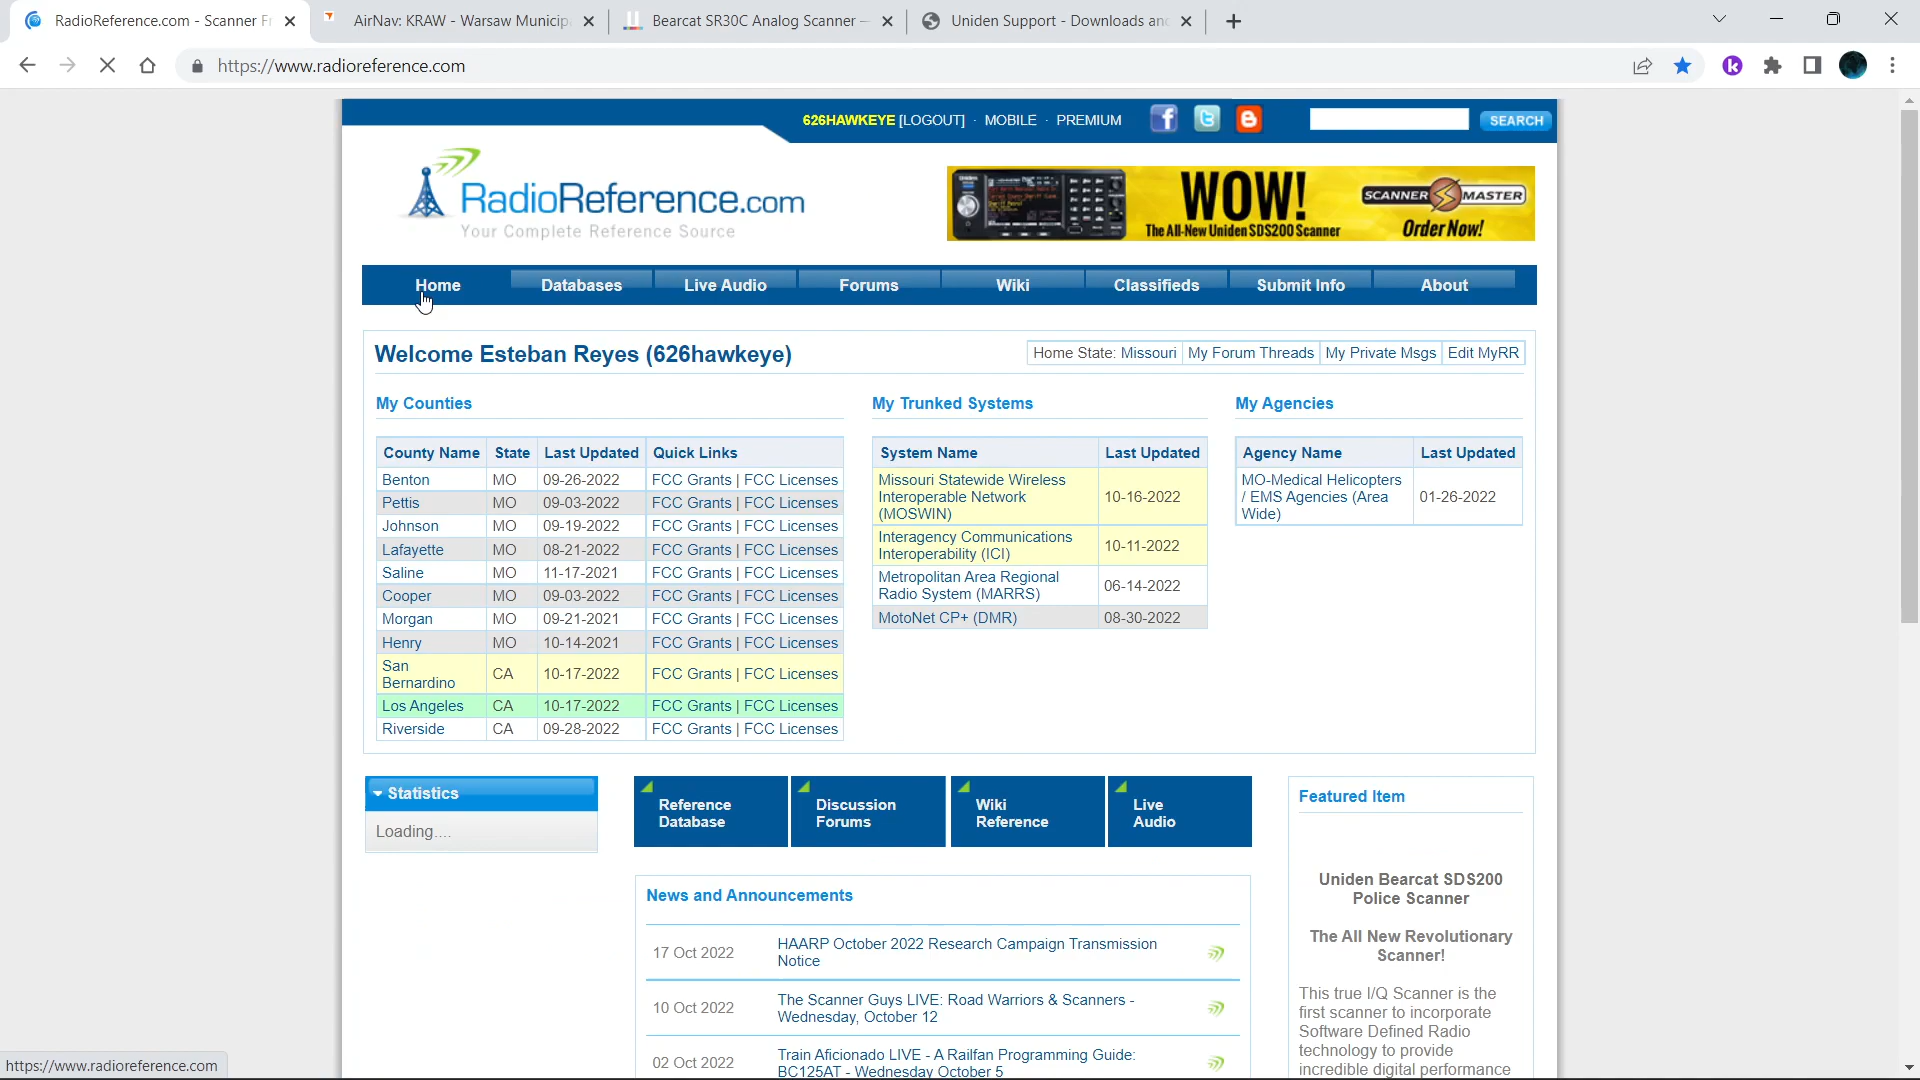 RadioReference.com - Scanner Fr
AirNav: KRAW - Warsaw Municip
Bearcat SR30C Analog Scanner –
Uniden Support - Downloads an
https://www.radioreference.com
626HAWKEYE [LOGOUT] · MOBILE · PREMIUM
SEARCH
RadioReference.com
Your Complete Reference Source
WOW!
The All-New Uniden SDS200 Scanner
SCANNER MASTER
Order Now!
Home Databases Live Audio Forums Wiki Classifieds Submit Info About
Welcome Esteban Reyes (626hawkeye)
Home State: Missouri My Forum Threads My Private Msgs Edit MyRR
My Counties
County Name State Last Updated Quick Links
Benton MO 09-26-2022 FCC Grants | FCC Licenses
Pettis MO 09-03-2022 FCC Grants | FCC Licenses
Johnson MO 09-19-2022 FCC Grants | FCC Licenses
Lafayette MO 08-21-2022 FCC Grants | FCC Licenses
Saline MO 11-17-2021 FCC Grants | FCC Licenses
Cooper MO 09-03-2022 FCC Grants | FCC Licenses
Morgan MO 09-21-2021 FCC Grants | FCC Licenses
Henry MO 10-14-2021 FCC Grants | FCC Licenses
San
Bernardino CA 10-17-2022 FCC Grants | FCC Licenses
Los Angeles CA 10-17-2022 FCC Grants | FCC Licenses
Riverside CA 09-28-2022 FCC Grants | FCC Licenses
My Trunked Systems
System Name Last Updated
Missouri Statewide Wireless
Interoperable Network 10-16-2022
(MOSWIN)
Interagency Communications
Interoperability (ICI) 10-11-2022
Metropolitan Area Regional
Radio System (MARRS) 06-14-2022
MotoNet CP+ (DMR) 08-30-2022
My Agencies
Agency Name Last Updated
MO-Medical Helicopters
/ EMS Agencies (Area 01-26-2022
Wide)
Statistics
Loading....
Reference
Database
Discussion
Forums
Wiki
Reference
Live
Audio
News and Announcements
17 Oct 2022 HAARP October 2022 Research Campaign Transmission
Notice
10 Oct 2022 The Scanner Guys LIVE: Road Warriors & Scanners -
Wednesday, October 12
02 Oct 2022 Train Aficionado LIVE - A Railfan Programming Guide:
BC125AT - Wednesday October 5
Featured Item
Uniden Bearcat SDS200
Police Scanner
The All New Revolutionary
Scanner!
This true I/Q Scanner is the
first scanner to incorporate
Software Defined Radio
technology to provide
incredible digital performance
https://www.radioreference.com